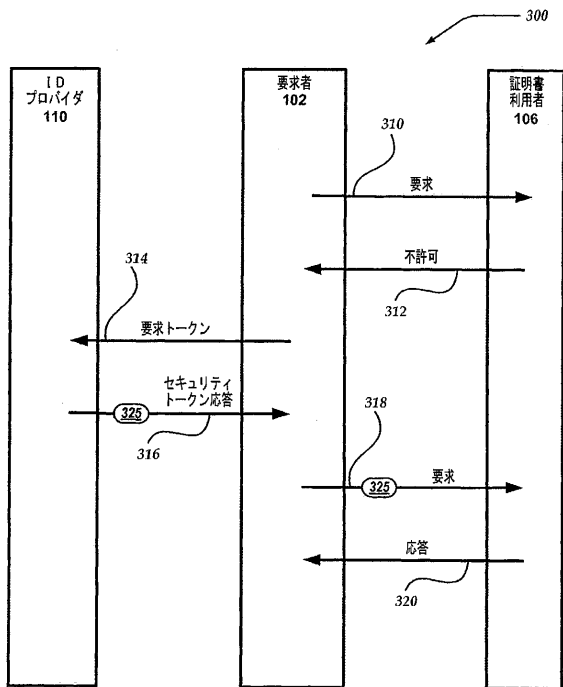 300
ID
プロバイダ
110
要求者
102
証明書
利用者
106
310
要求
不許可
312
314
要求トークン
セキュリティ
トークン応答
325
316
318
325
要求
応答
320